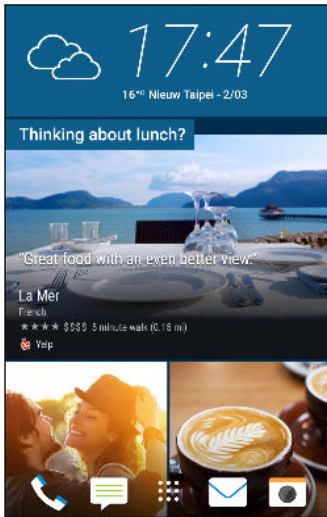 17:47
16°C Nieuw Taipei - 2/03
Thinking about lunch?
"Great food with an even better view."
La Mer
French
★★★★ $$$$ 5 minute walk (0.15 mi)
Yelp